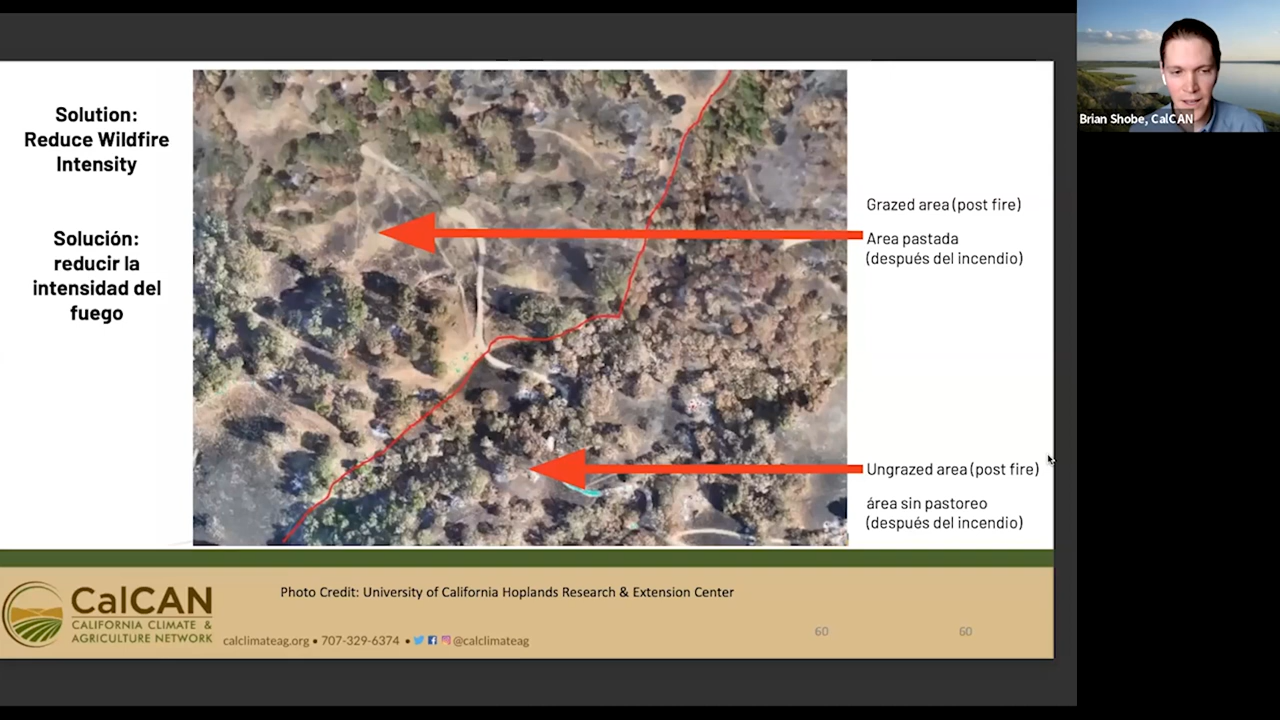 Solution:
Reduce Wildfire
Intensity
Solución:
reducir la
intensidad del
fuego
Grazed area (post fire)
Area pastada
(después del incendio)
Ungrazed area (post fire)
área sin pastoreo
(después del incendio)
Brian Shobe, CalCAN
CalCAN
CALIFORNIA CLIMATE &
AGRICULTURE NETWORK
Photo Credit: University of California Hoplands Research & Extension Center
calclimateag.org • 707-329-6374 • @calclimateag
60
60